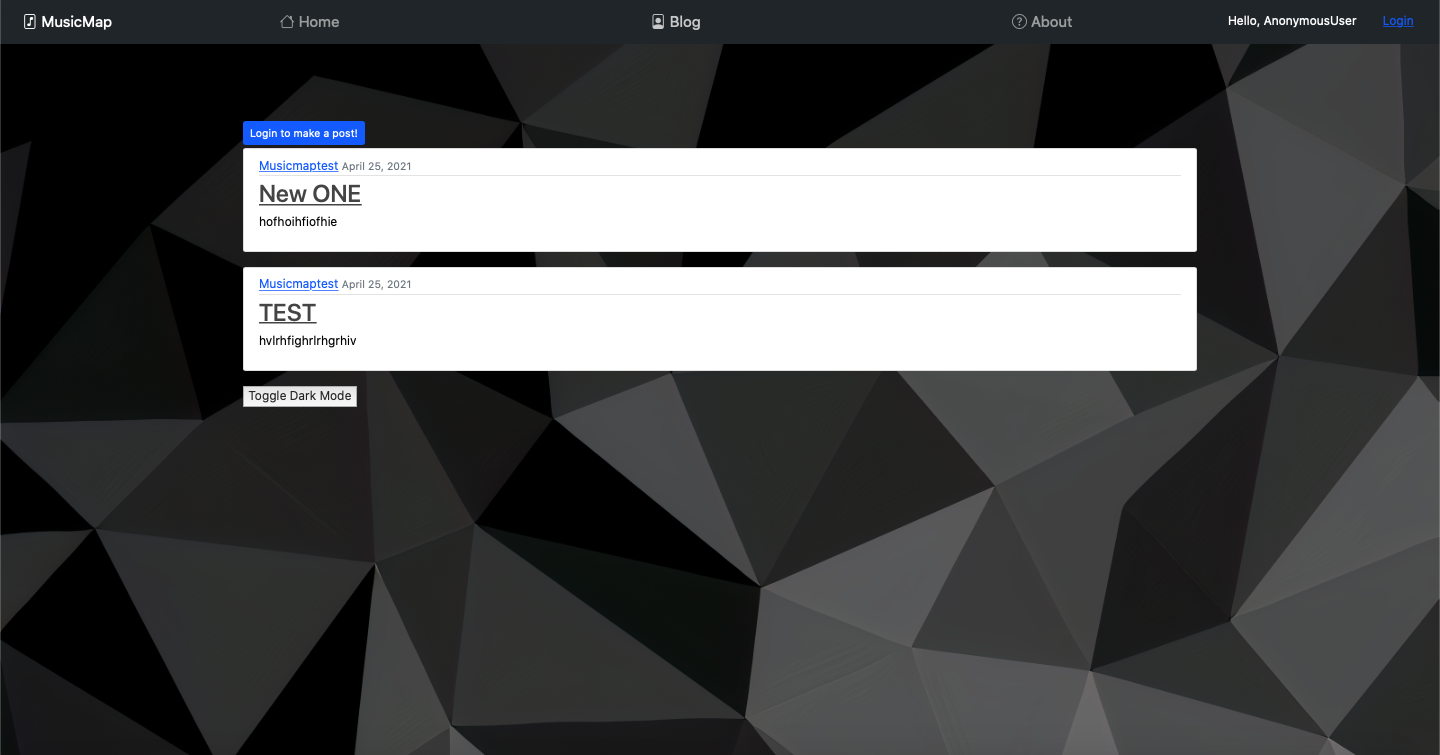 MusicMap Home Blog About Hello, AnonymousUser Login
Login to make a post!
Musicmaptest April 25, 2021
New ONE
hofhoihfiofhie
Musicmaptest April 25, 2021
TEST
hvlrhfighrlrhgrhiv
Toggle Dark Mode